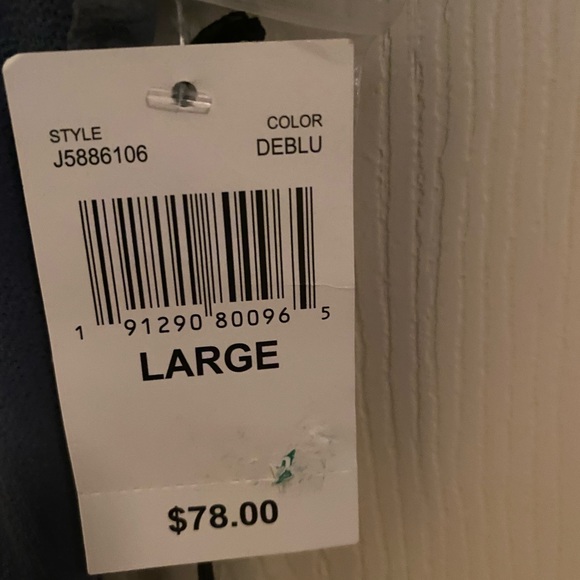 STYLE
J5886106
COLOR
DEBLU
1 91290 80096 5
LARGE
$78.00